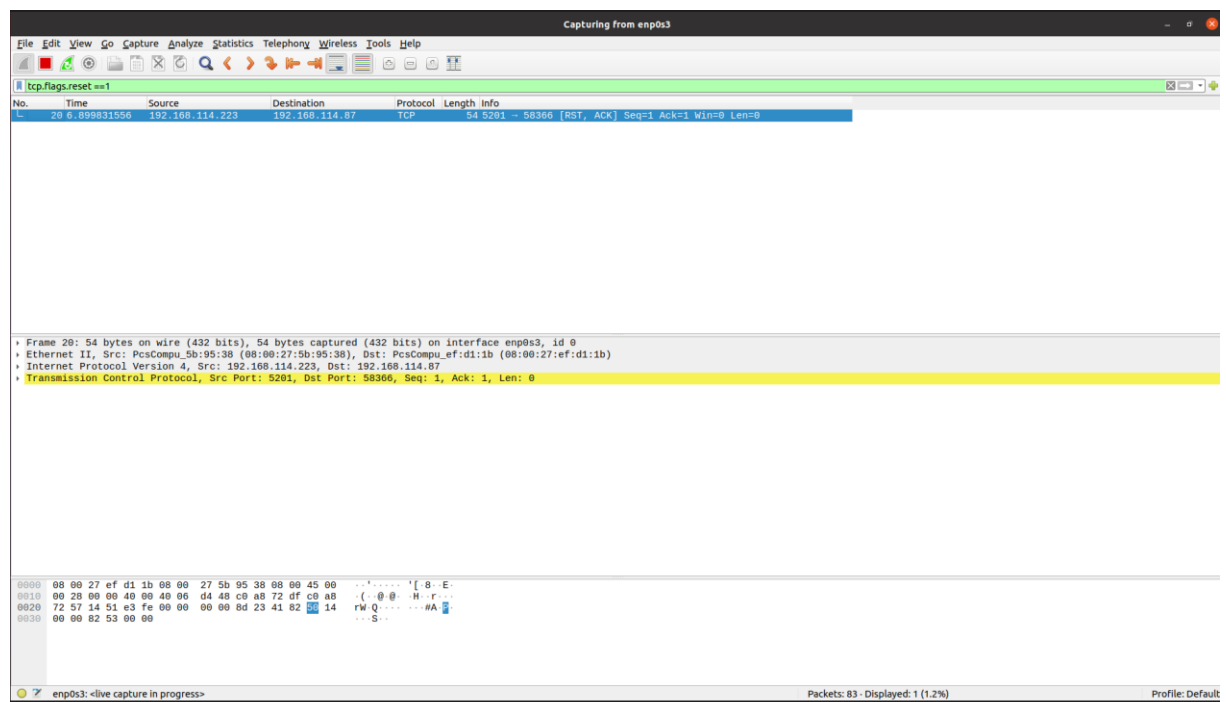 Capturing from enp0s3
File Edit View Go Capture Analyze Statistics Telephony Wireless Tools Help
tcp.flags.reset ==1
No. Time Source Destination Protocol Length Info
20 6.899831556 192.168.114.223 192.168.114.87 TCP 54 5201 → 58366 [RST, ACK] Seq=1 Ack=1 Win=0 Len=0
Frame 20: 54 bytes on wire (432 bits), 54 bytes captured (432 bits) on interface enp0s3, id 0
Ethernet II, Src: PcsCompu_5b:95:38 (08:00:27:5b:95:38), Dst: PcsCompu_ef:d1:1b (08:00:27:ef:d1:1b)
Internet Protocol Version 4, Src: 192.168.114.223, Dst: 192.168.114.87
Transmission Control Protocol, Src Port: 5201, Dst Port: 58366, Seq: 1, Ack: 1, Len: 0
0000 08 00 27 ef d1 1b 08 00 27 5b 95 38 08 00 45 00 ··'····· '[·8··E·
0010 00 28 00 00 40 00 40 06 d4 48 c0 a8 72 df c0 a8 ·(··@·@· ·H··r···
0020 72 57 14 51 e3 fe 00 00 00 00 8d 23 41 82 50 14 rW·Q···· ···#A·P·
0030 00 00 82 53 00 00 ···S··
enp0s3: <live capture in progress> Packets: 83 · Displayed: 1 (1.2%) Profile: Default